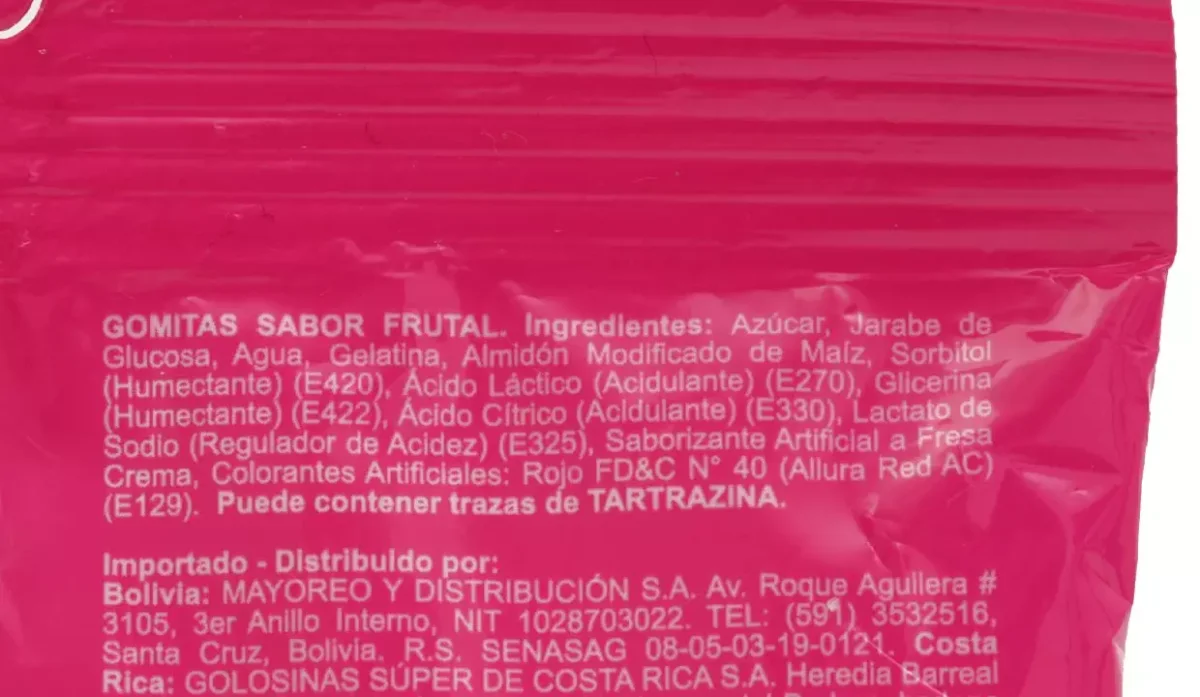 GOMITAS SABOR FRUTAL. Ingredientes: Azúcar, Jarabe de
Glucosa, Agua, Gelatina, Almidón Modificado de Maíz, Sorbitol
(Humectante) (E420), Ácido Láctico (Acidulante) (E270), Glicerina
(Humectante) (E422), Ácido Cítrico (Acidulante) (E330), Lactato de
Sodio (Regulador de Acidez) (E325), Saborizante Artificial a Fresa
Crema, Colorantes Artificiales: Rojo FD&C N° 40 (Allura Red AC)
(E129). Puede contener trazas de TARTRAZINA.
Importado - Distribuido por:
Bolivia: MAYOREO Y DISTRIBUCIÓN S.A. Av. Roque Aguilera #
3105, 3er Anillo Interno, NIT 1028703022. TEL: (591) 3532516,
Santa Cruz, Bolivia. R.S. SENASAG 08-05-03-19-0121. Costa
Rica: GOLOSINAS SÚPER DE COSTA RICA S.A. Heredia Barreal